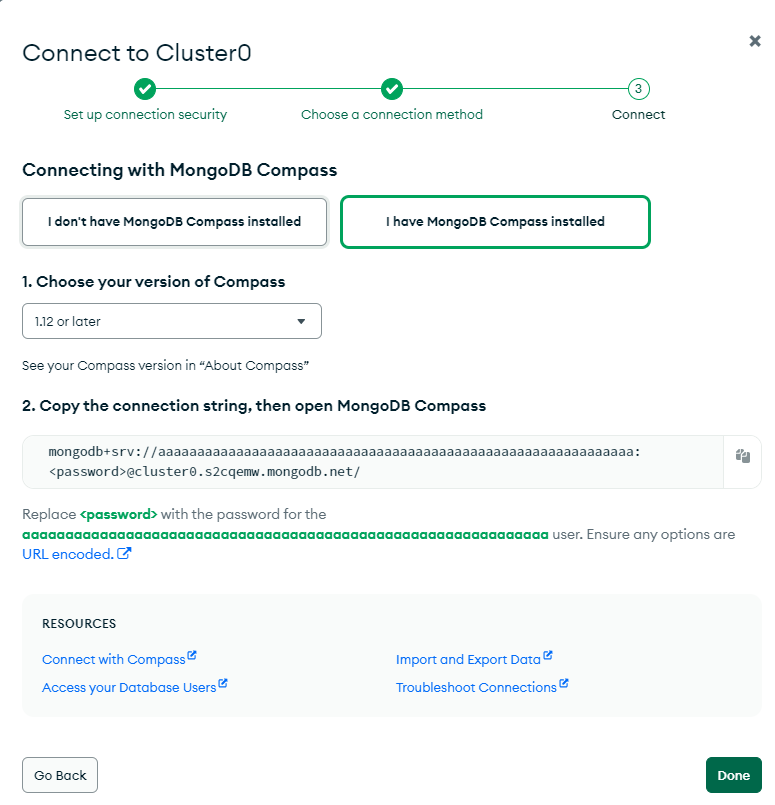 Connect to Cluster0
Set up connection security
Choose a connection method
3
Connect
Connecting with MongoDB Compass
I don't have MongoDB Compass installed
I have MongoDB Compass installed
1. Choose your version of Compass
1.12 or later
See your Compass version in “About Compass”
2. Copy the connection string, then open MongoDB Compass
mongodb+srv://aaaaaaaaaaaaaaaaaaaaaaaaaaaaaaaaaaaaaaaaaaaaaaaaaaaaaaaaaaaaa:
<password>@cluster0.s2cqemw.mongodb.net/
Replace <password> with the password for the
aaaaaaaaaaaaaaaaaaaaaaaaaaaaaaaaaaaaaaaaaaaaaaaaaaaaaaaaaaaaa user. Ensure any options are
URL encoded.
RESOURCES
Connect with Compass
Import and Export Data
Access your Database Users
Troubleshoot Connections
Go Back
Done